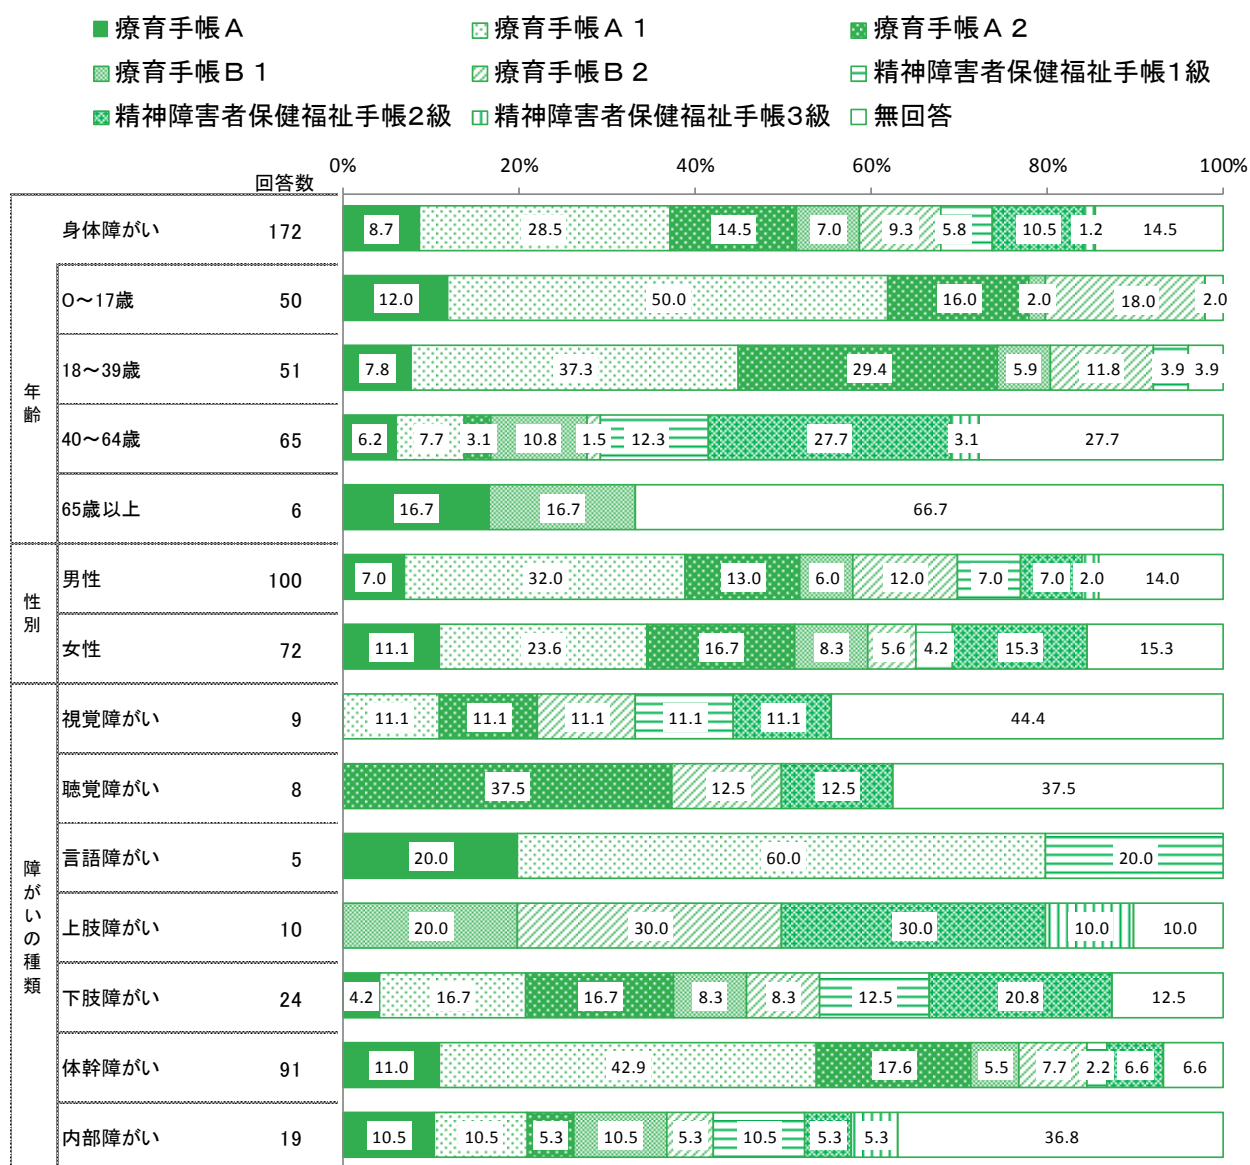 療育手帳A 療育手帳A１ 療育手帳A２
療育手帳B１ 療育手帳B２ 精神障害者保健福祉手帳1級
精神障害者保健福祉手帳2級 精神障害者保健福祉手帳3級 無回答
回答数 0% 20% 40% 60% 80% 100%
身体障がい 172 8.7 28.5 14.5 7.0 9.3 5.8 10.5 1.2 14.5
年齢
0～17歳 50 12.0 50.0 16.0 2.0 18.0 2.0
18～39歳 51 7.8 37.3 29.4 5.9 11.8 3.9 3.9
40～64歳 65 6.2 7.7 3.1 10.8 1.5 12.3 27.7 3.1 27.7
65歳以上 6 16.7 16.7 66.7
性別
男性 100 7.0 32.0 13.0 6.0 12.0 7.0 7.0 2.0 14.0
女性 72 11.1 23.6 16.7 8.3 5.6 4.2 15.3 15.3
障がいの種類
視覚障がい 9 11.1 11.1 11.1 11.1 11.1 44.4
聴覚障がい 8 37.5 12.5 12.5 37.5
言語障がい 5 20.0 60.0 20.0
上肢障がい 10 20.0 30.0 30.0 10.0 10.0
下肢障がい 24 4.2 16.7 16.7 8.3 8.3 12.5 20.8 12.5
体幹障がい 91 11.0 42.9 17.6 5.5 7.7 2.2 6.6 6.6
内部障がい 19 10.5 10.5 5.3 10.5 5.3 10.5 5.3 5.3 36.8